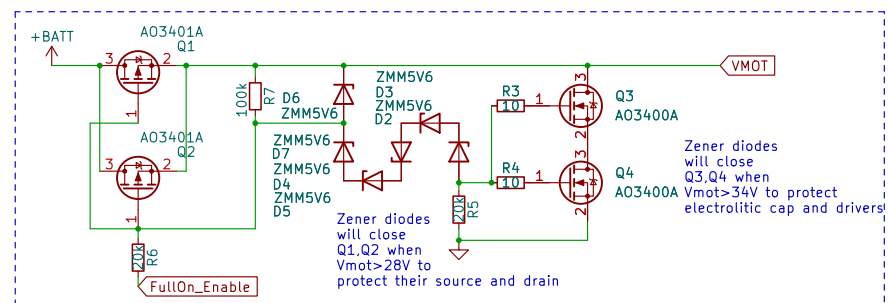 +BATT
AO3401A
Q1
3
2
1
AO3401A
Q2
3
2
1
100k
R7
D6
ZMM5V6
ZMM5V6
D3
ZMM5V6
D2
ZMM5V6
D7
ZMM5V6
D4
ZMM5V6
D5
R3
10
1
3
2
Q3
AO3400A
R4
10
1
3
2
Q4
AO3400A
VMOT
20k
R5
20k
R6
FullOn_Enable
Zener diodes
will close
Q1,Q2 when
Vmot>28V to
protect their source and drain
Zener diodes
will close
Q3,Q4 when
Vmot>34V to protect
electrolitic cap and drivers